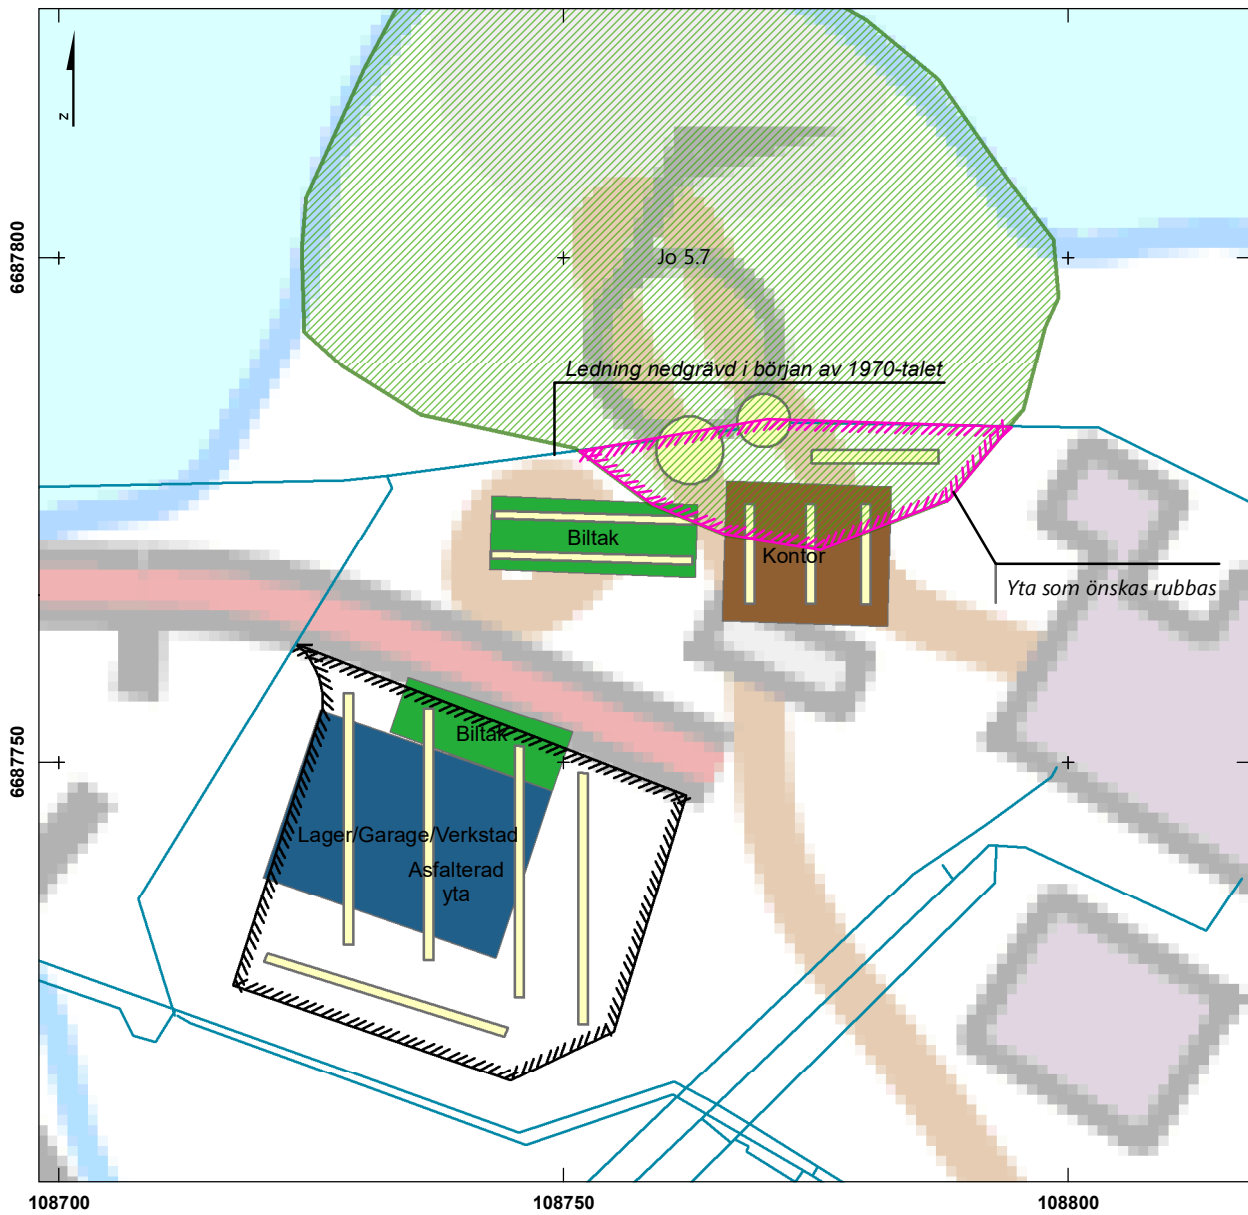 z
6687800
Jo 5.7
Ledning nedgrävd i början av 1970-talet
Biltak
Kontor
Yta som önskas rubbas
6687750
Biltak
Lager/Garage/Verkstad
Asfalterad
yta
108700
108750
108800